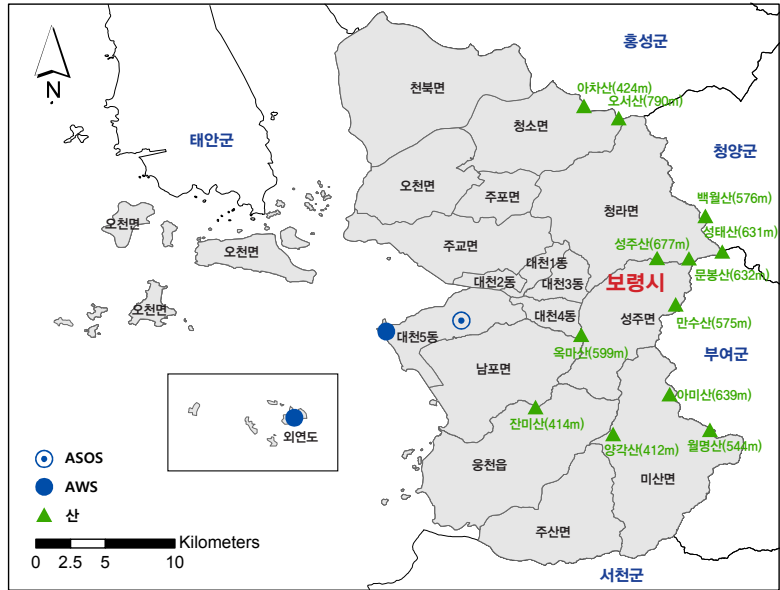 홍성군
아차산(424m)
오서산(790m)
천북면
청소면
N
태안군
청양군
오천면
주포면
청라면
백월산(576m)
성태산(631m)
오천면
오천면
주교면
성주산(677m)
문봉산(632m)
대천1동
대천2동
대천3동
보령시
오천면
대천4동
성주면
만수산(575m)
대천5동
옥마산(599m)
부여군
남포면
아미산(639m)
잔미산(414m)
외연도
양각산(412m)
월명산(544m)
웅천읍
미산면
주산면
ASOS
AWS
산
Kilometers
0 2.5 5 10
서천군